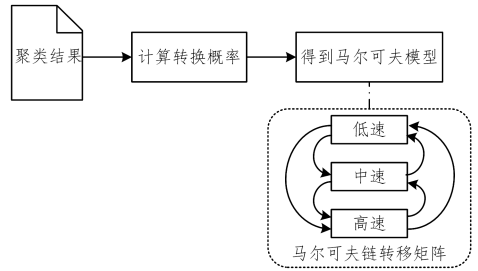 聚类结果
计算转换概率
得到马尔可夫模型
低速
中速
高速
马尔可夫链转移矩阵